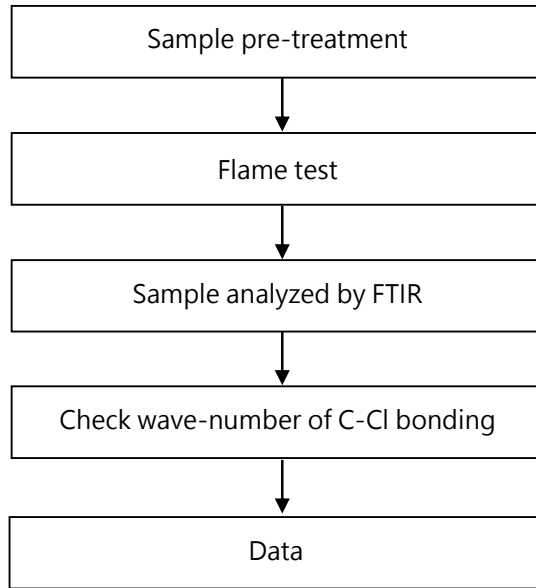 Sample pre-treatment
Flame test
Sample analyzed by FTIR
Check wave-number of C-Cl bonding
Data